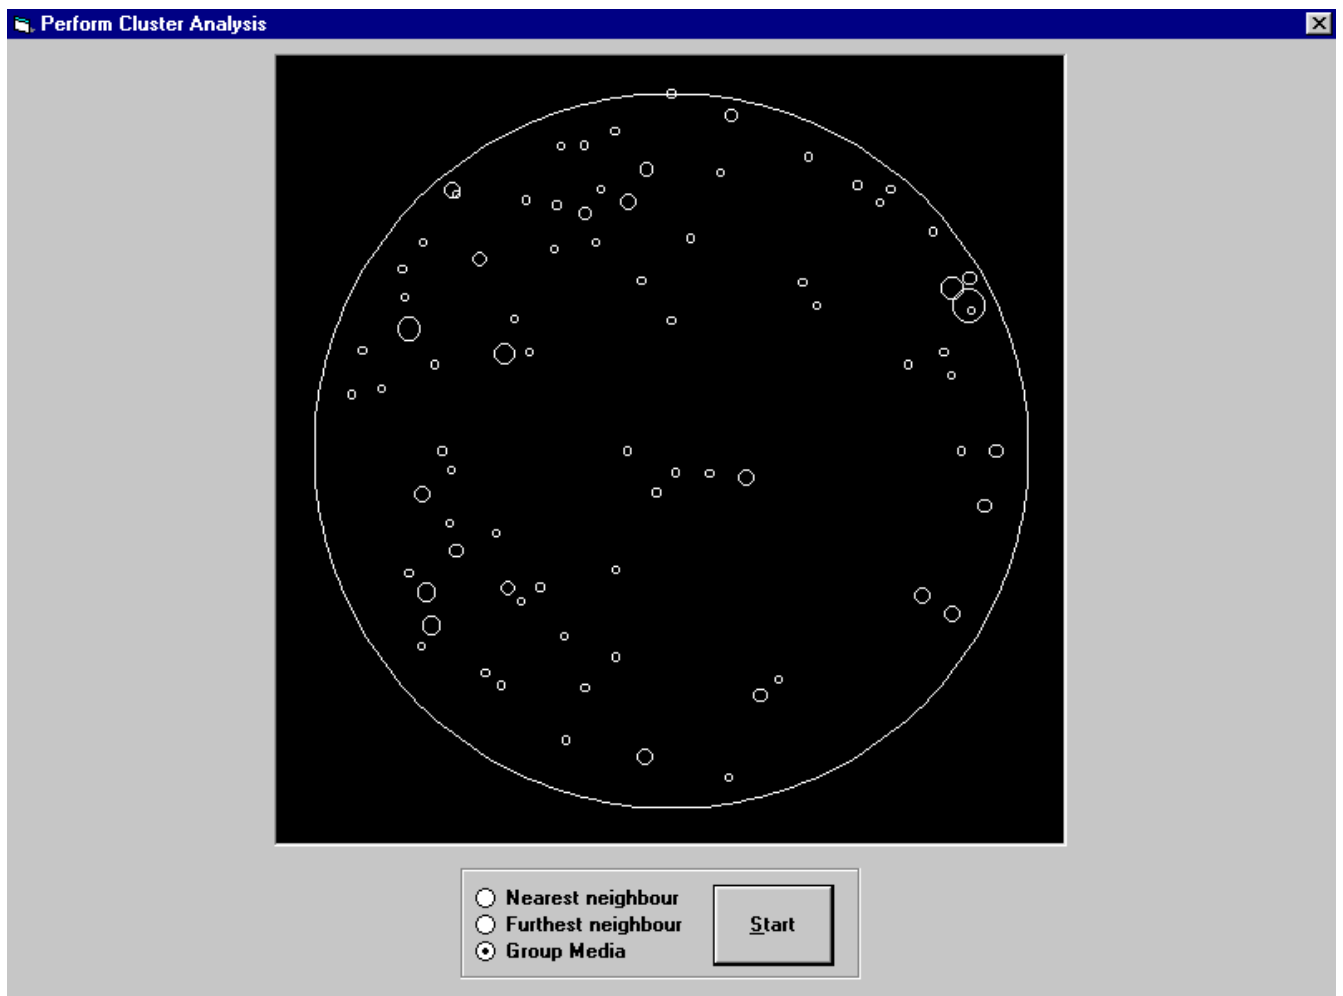 Perform Cluster Analysis
Nearest neighbour
Furthest neighbour
Group Media
Start